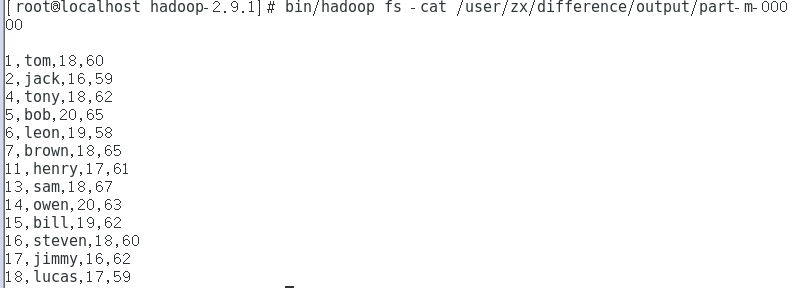 [root@localhost hadoop-2.9.1]# bin/hadoop fs -cat /user/zx/difference/output/part-m-000
00
1,tom,18,60
2,jack,16,59
4,tony,18,62
5,bob,20,65
6,leon,19,58
7,brown,18,65
11,henry,17,61
13,sam,18,67
14,owen,20,63
15,bill,19,62
16,steven,18,60
17,jimmy,16,62
18,lucas,17,59